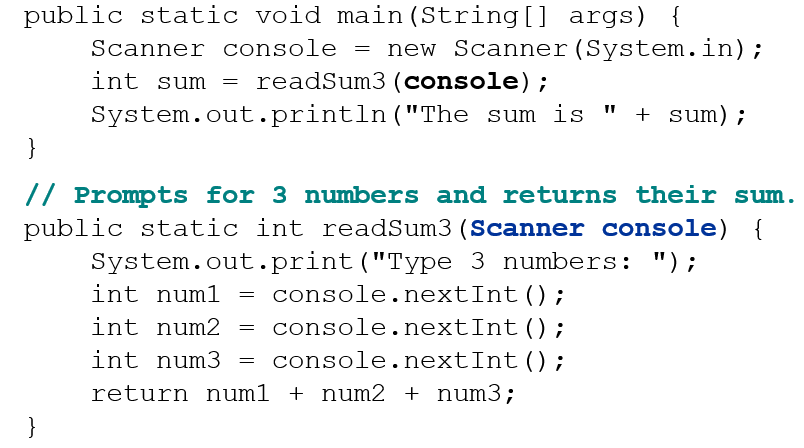 public static void main(String[] args) {
    Scanner console = new Scanner(System.in);
    int sum = readSum3(console);
    System.out.println("The sum is " + sum);
}
// Prompts for 3 numbers and returns their sum.
public static int readSum3(Scanner console) {
    System.out.print("Type 3 numbers: ");
    int num1 = console.nextInt();
    int num2 = console.nextInt();
    int num3 = console.nextInt();
    return num1 + num2 + num3;
}